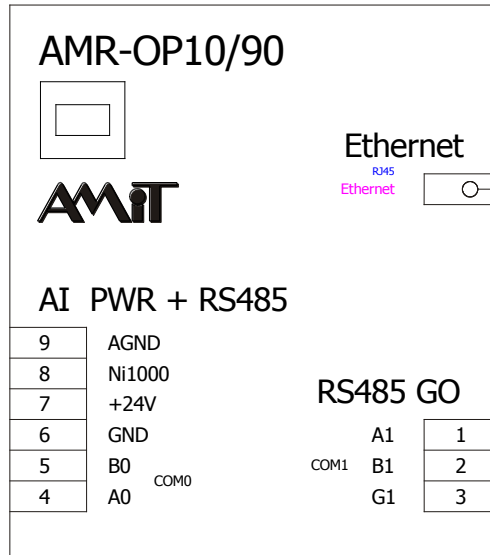 AMR-OP10/90
AMiT
Ethernet
RJ45
Ethernet
AI PWR + RS485
9 AGND
8 Ni1000
7 +24V
6 GND
5 B0
COM0
4 A0
RS485 GO
A1 1
COM1 B1 2
G1 3